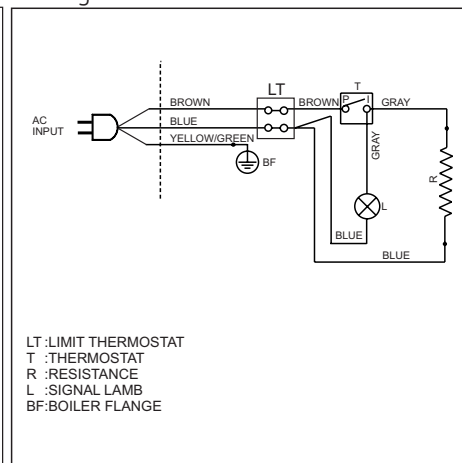 g
LT
T
BROWN
BROWN
P I
GRAY
AC
INPUT
BLUE
YELLOW/GREEN
GRAY
BF
R
L
BLUE
BLUE
LT :LIMIT THERMOSTAT
T :THERMOSTAT
R :RESISTANCE
L :SIGNAL LAMB
BF:BOILER FLANGE